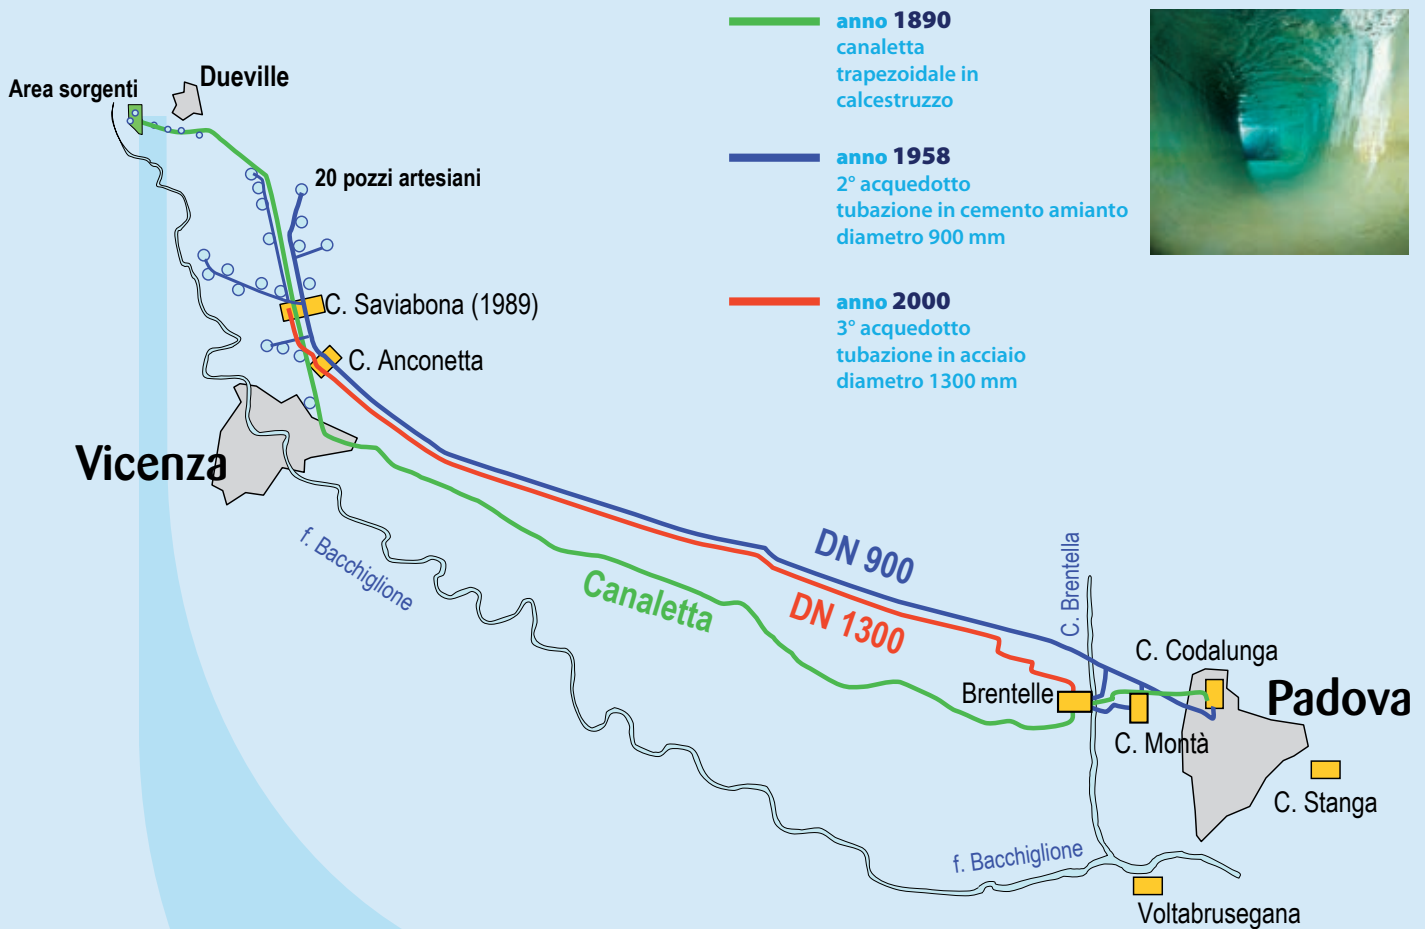 anno 1890
canaletta
trapezoidale in
calcestruzzo
anno 1958
2° acquedotto
tubazione in cemento amianto
diametro 900 mm
anno 2000
3° acquedotto
tubazione in acciaio
diametro 1300 mm
Area sorgenti
Dueville
20 pozzi artesiani
C. Saviabona (1989)
C. Anconetta
Vicenza
f. Bacchiglione
Canaletta
DN 900
DN 1300
C. Brentella
C. Codalunga
Brentelle
Padova
C. Montà
C. Stanga
f. Bacchiglione
Voltabrusegana